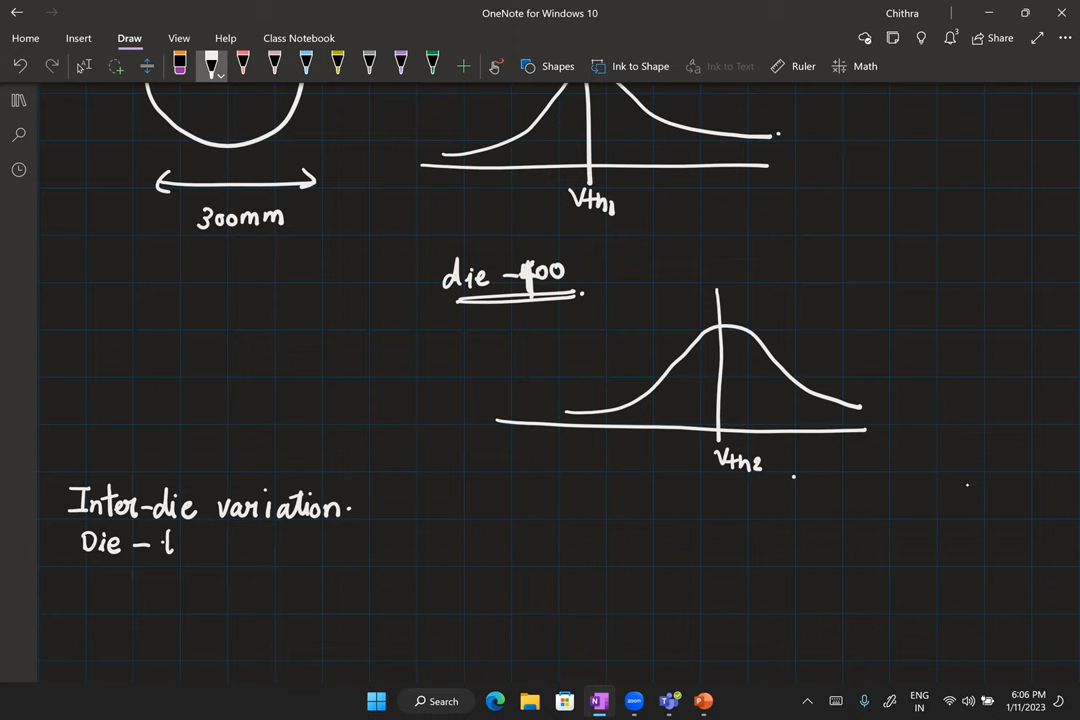 OneNote for Windows 10
Chithra
Home Insert Draw View Help Class Notebook
Share
Shapes Ink to Shape Ink to Text Ruler Math
Vth1
300mm
die - 400
Vth2
Inter-die variation.
Die - t
Search
ENG
IN
6:06 PM
1/11/2023